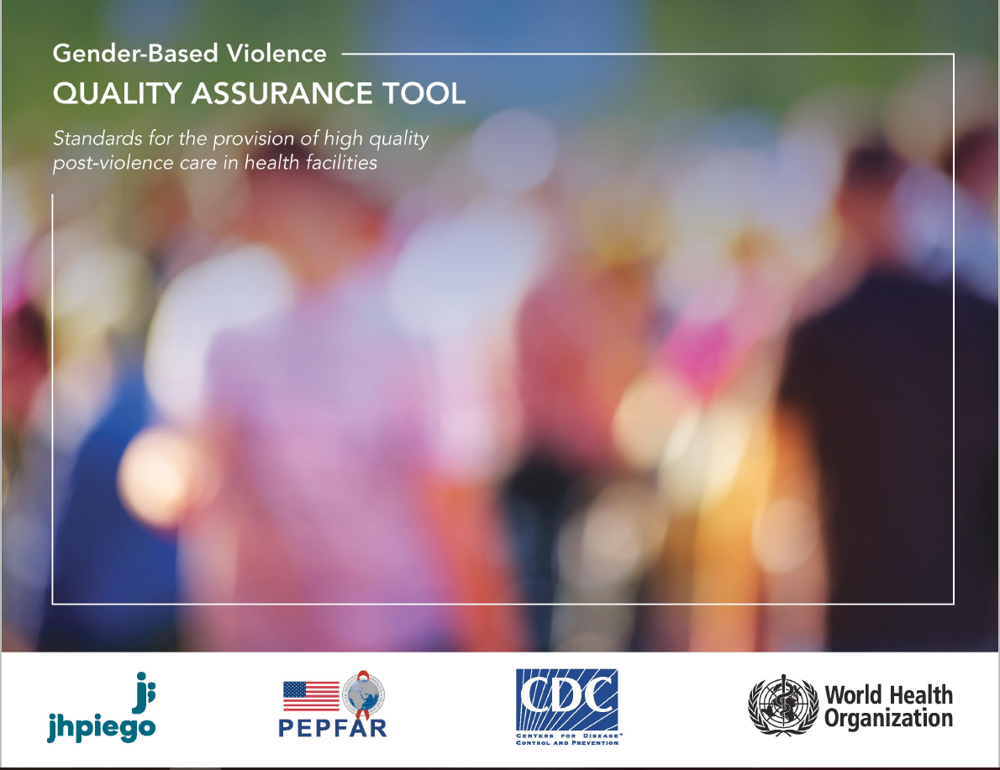 Gender-Based Violence
QUALITY ASSURANCE TOOL
Standards for the provision of high quality
post-violence care in health facilities
jhpiego
PEPFAR
CDC
CENTERS FOR DISEASE™
CONTROL AND PREVENTION
World Health
Organization